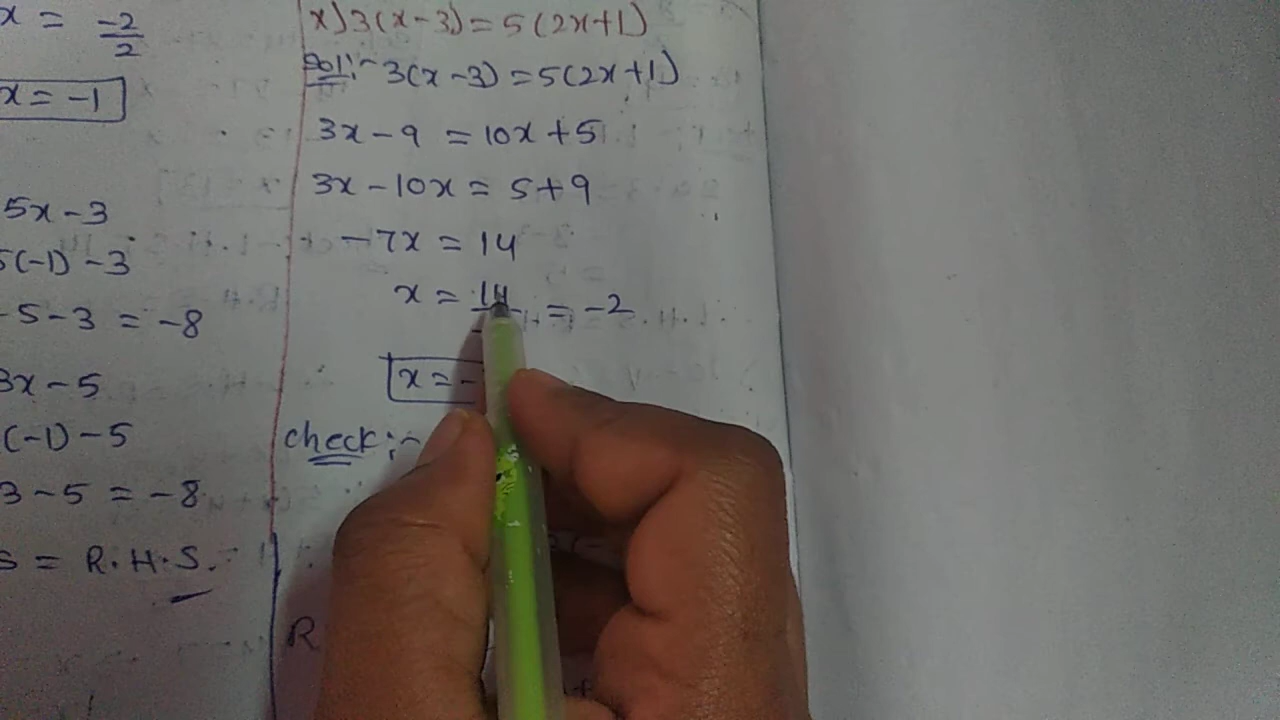 x = -2/2
x = -1
5x - 3
5(-1) - 3
-5 - 3 = -8
3x - 5
(-1) - 5
3 - 5 = -8
S = R.H.S.
x) 3(x-3) = 5(2x+1)
Sol:- 3(x-3) = 5(2x+1)
3x - 9 = 10x + 5
3x - 10x = 5 + 9
-7x = 14
x = 14/ = -2
x = -
check:-
R